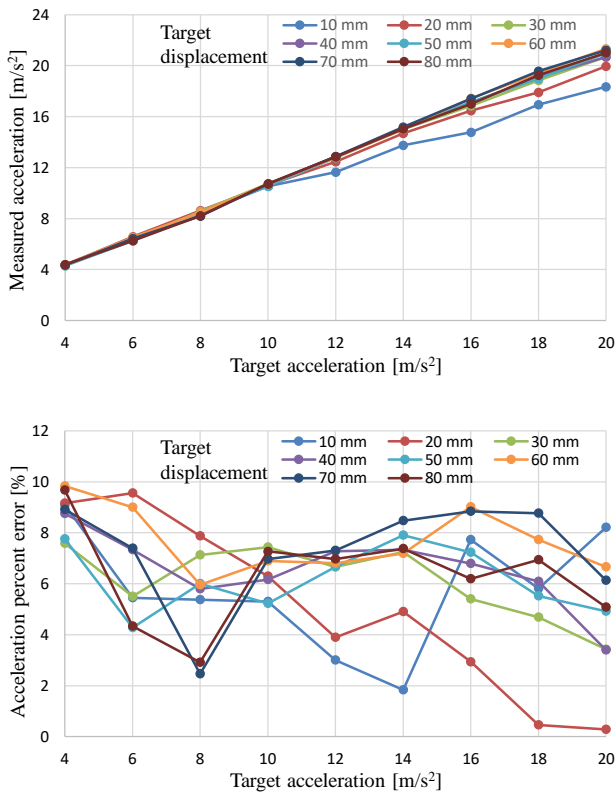 24
20
16
12
8
4
0
Measured acceleration [m/s²]
Target
displacement
10 mm 20 mm 30 mm
40 mm 50 mm 60 mm
70 mm 80 mm
4 6 8 10 12 14 16 18 20
Target acceleration [m/s²]
12
10
8
6
4
2
0
Acceleration percent error [%]
Target
displacement
10 mm 20 mm 30 mm
40 mm 50 mm 60 mm
70 mm 80 mm
4 6 8 10 12 14 16 18 20
Target acceleration [m/s²]